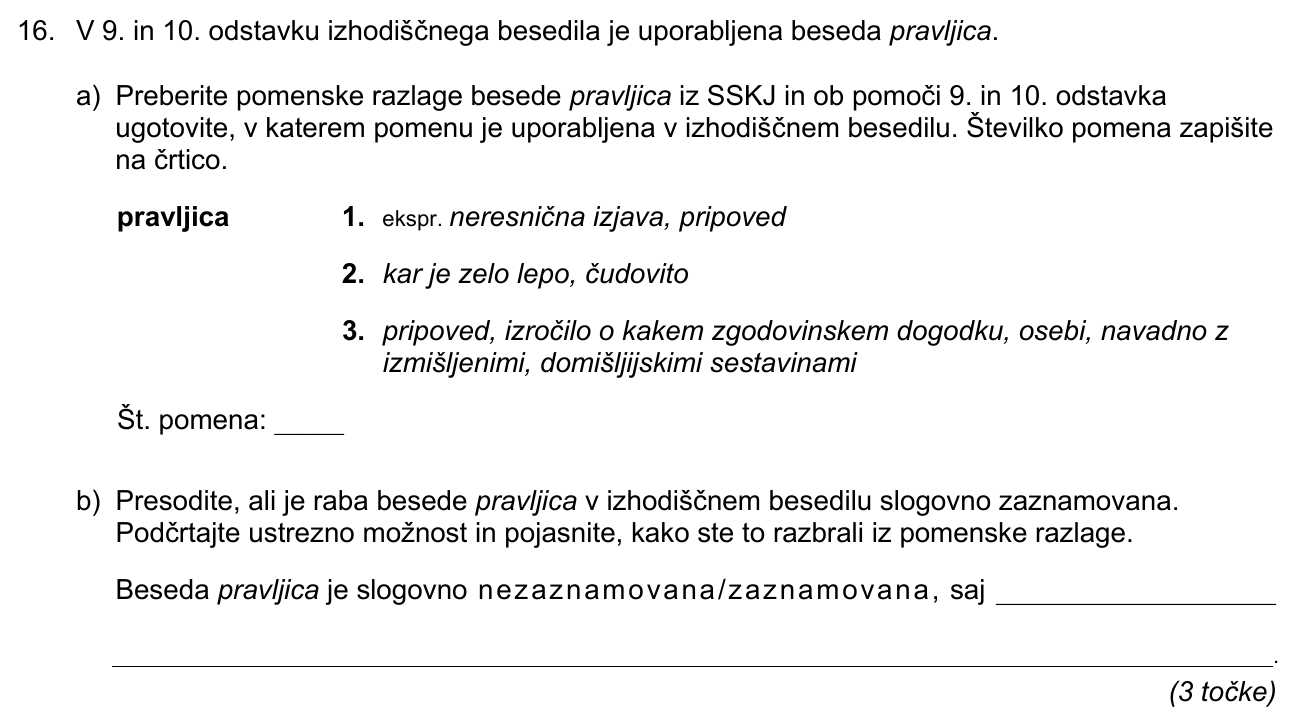 16. V 9. in 10. odstavku izhodiščnega besedila je uporabljena beseda pravljica.
a) Preberite pomenske razlage besede pravljica iz SSKJ in ob pomoči 9. in 10. odstavka
ugotovite, v katerem pomenu je uporabljena v izhodiščnem besedilu. Številko pomena zapišite
na črtico.
pravljica 1. ekspr. neresnična izjava, pripoved
2. kar je zelo lepo, čudovito
3. pripoved, izročilo o kakem zgodovinskem dogodku, osebi, navadno z
izmišljenimi, domišljijskimi sestavinami
Št. pomena: _____
b) Presodite, ali je raba besede pravljica v izhodiščnem besedilu slogovno zaznamovana.
Podčrtajte ustrezno možnost in pojasnite, kako ste to razbrali iz pomenske razlage.
Beseda pravljica je slogovno nezaznamovana/zaznamovana, saj ____________________
____________________.
(3 točke)